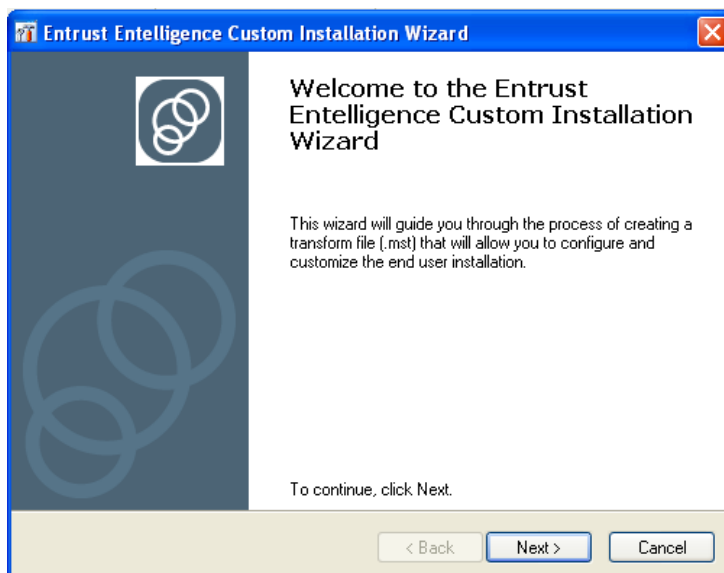 Entrust Entelligence Custom Installation Wizard
Welcome to the Entrust
Entelligence Custom Installation
Wizard
This wizard will guide you through the process of creating a
transform file (.mst) that will allow you to configure and
customize the end user installation.
To continue, click Next.
< Back Next > Cancel